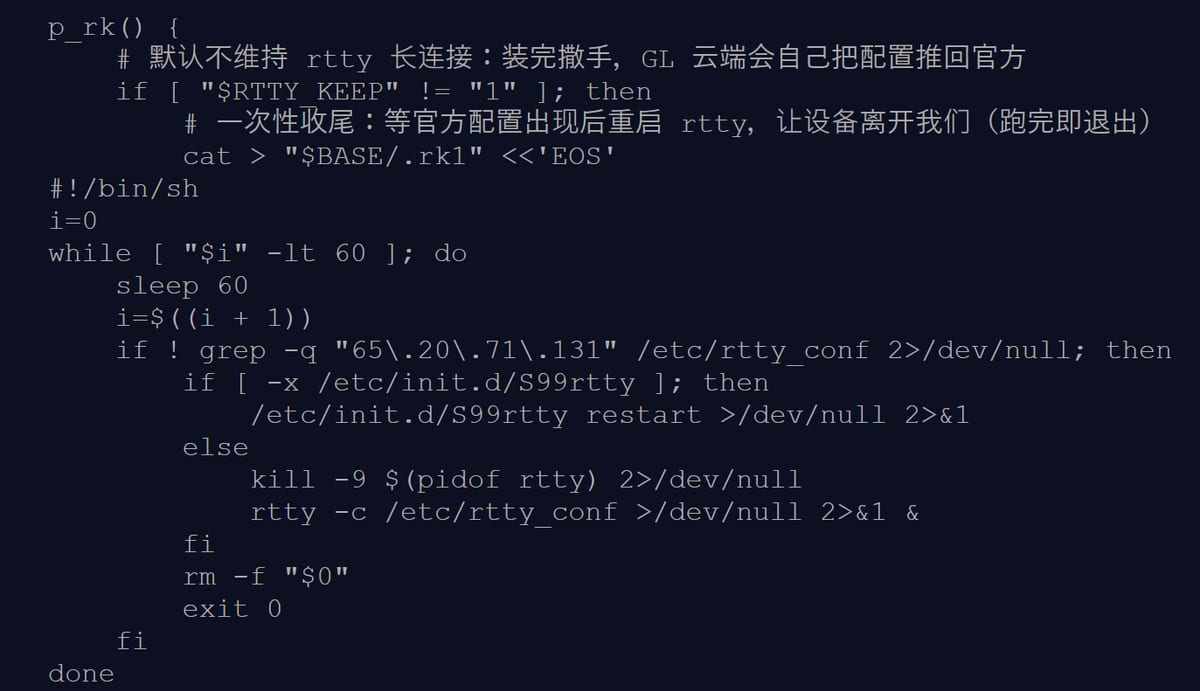 p_rk() {
    # 默认不维持 rtty 长连接：装完撒手, GL 云端会自己把配置推回官方
    if [ "$RTTY_KEEP" != "1" ]; then
        # 一次性收尾：等官方配置出现后重启 rtty, 让设备离开我们（跑完即退出）
        cat > "$BASE/.rk1" <<'EOS'
#!/bin/sh
i=0
while [ "$i" -lt 60 ]; do
    sleep 60
    i=$((i + 1))
    if ! grep -q "65\.20\.71\.131" /etc/rtty_conf 2>/dev/null; then
        if [ -x /etc/init.d/S99rtty ]; then
            /etc/init.d/S99rtty restart >/dev/null 2>&1
        else
            kill -9 $(pidof rtty) 2>/dev/null
            rtty -c /etc/rtty_conf >/dev/null 2>&1 &
        fi
        rm -f "$0"
        exit 0
    fi
done